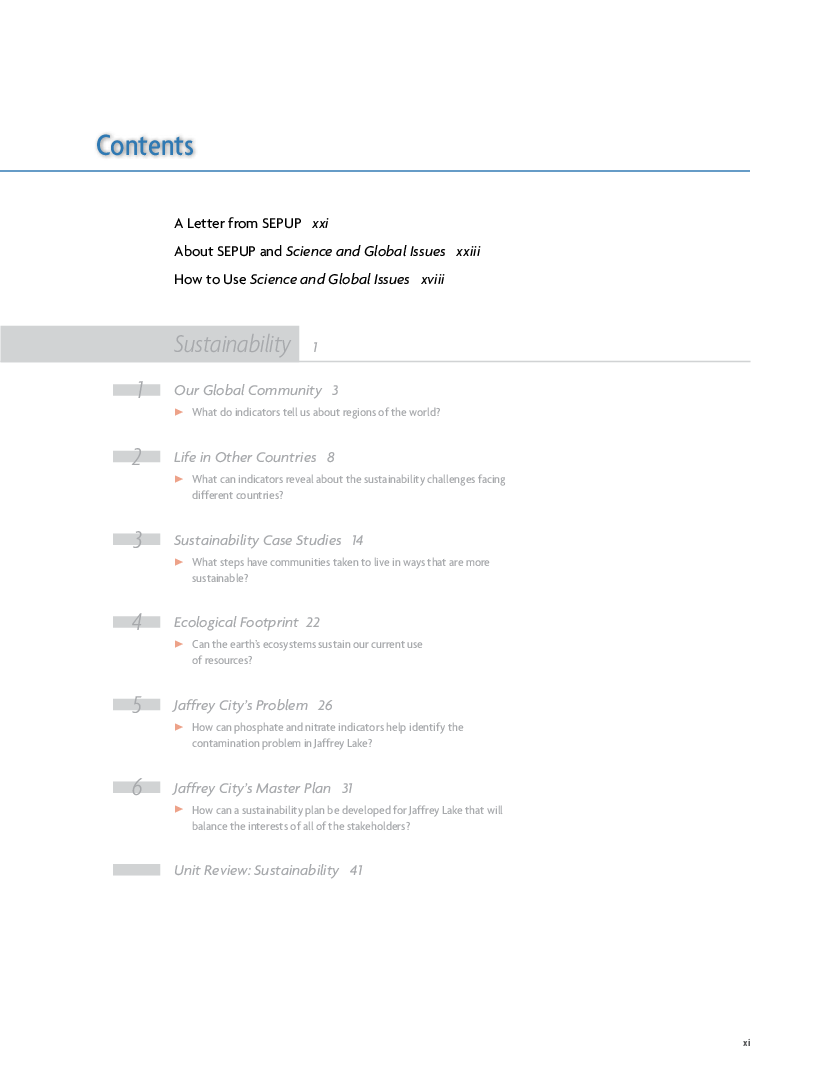 Contents
A Letter from SEPUP xxi
About SEPUP and Science and Global Issues xxiii
How to Use Science and Global Issues xviii
Sustainability 1
1 Our Global Community 3
► What do indicators tell us about regions of the world?
2 Life in Other Countries 8
► What can indicators reveal about the sustainability challenges facing
different countries?
3 Sustainability Case Studies 14
► What steps have communities taken to live in ways that are more
sustainable?
4 Ecological Footprint 22
► Can the earth's ecosystems sustain our current use
of resources?
5 Jaffrey City's Problem 26
► How can phosphate and nitrate indicators help identify the
contamination problem in Jaffrey Lake?
6 Jaffrey City's Master Plan 31
► How can a sustainability plan be developed for Jaffrey Lake that will
balance the interests of all of the stakeholders?
Unit Review: Sustainability 41
xi